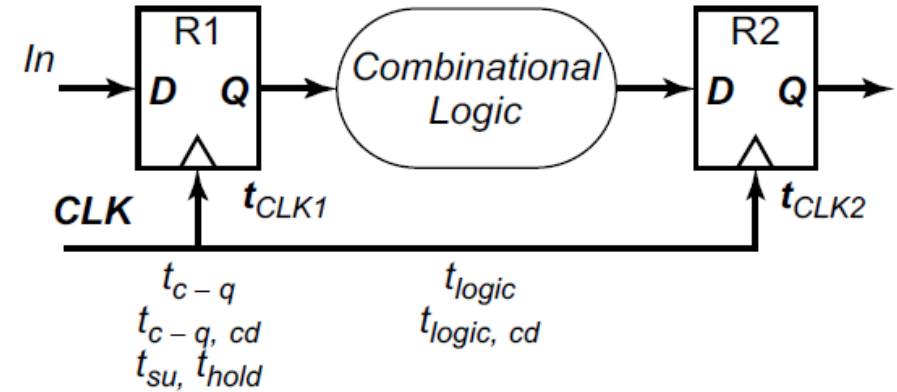 R1
R2
In
Combinational
Logic
D Q
D Q
CLK
tCLK1
tCLK2
tc – q
tlogic
tc – q, cd
tlogic, cd
tsu, thold